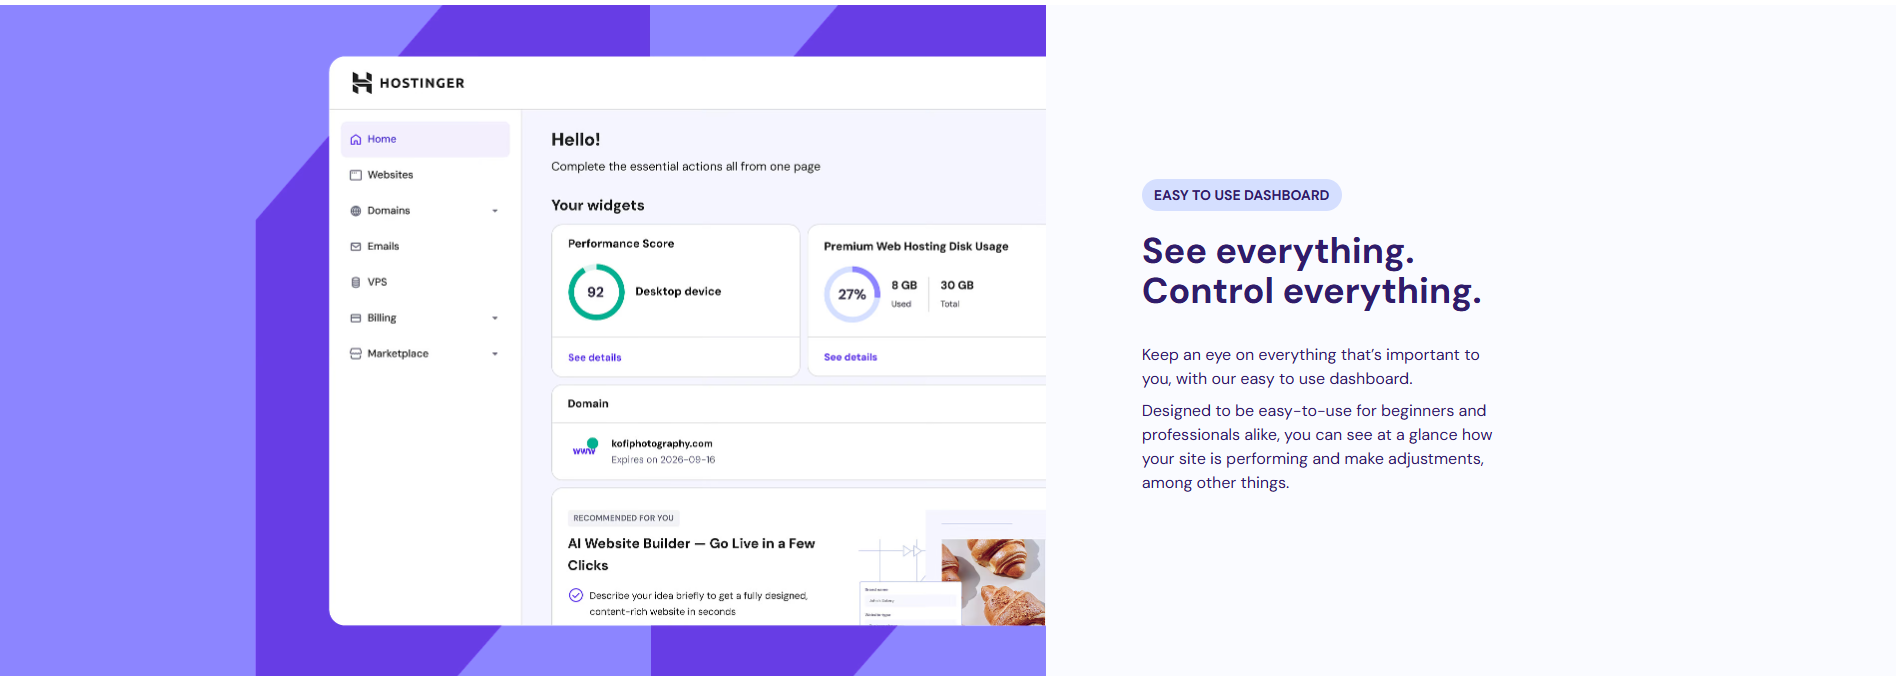 HOSTINGER
Home
Websites
Domains
Emails
VPS
Billing
Marketplace
Hello!
Complete the essential actions all from one page
Your widgets
Performance Score
92
Desktop device
See details
Premium Web Hosting Disk Usage
27%
8 GB
Used
30 GB
Total
See details
Domain
www
kofiphotography.com
Expires on 2026-09-16
RECOMMENDED FOR YOU
AI Website Builder — Go Live in a Few
Clicks
Describe your idea briefly to get a fully designed,
content-rich website in seconds
EASY TO USE DASHBOARD
See everything.
Control everything.
Keep an eye on everything that's important to
you, with our easy to use dashboard.
Designed to be easy-to-use for beginners and
professionals alike, you can see at a glance how
your site is performing and make adjustments,
among other things.